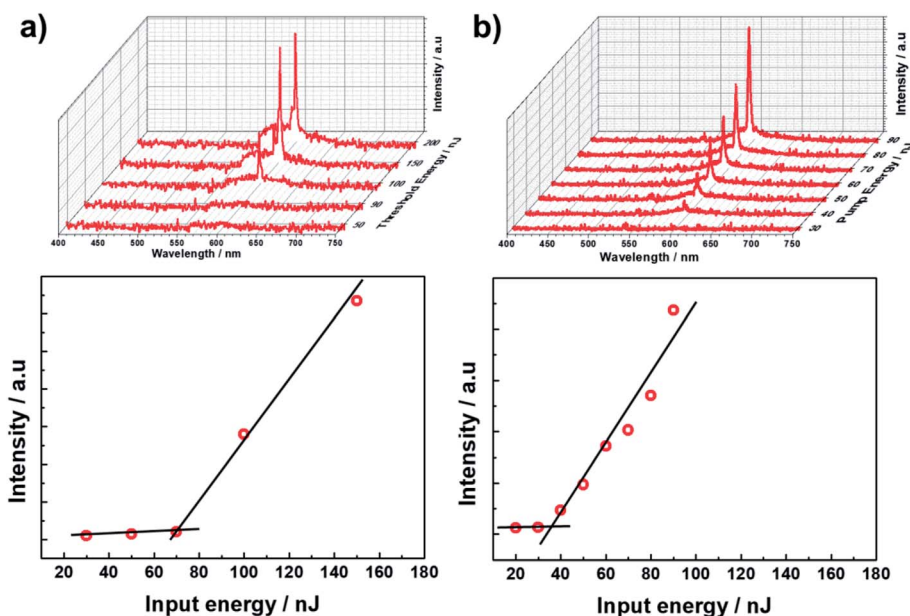 a)
Intensity / a.u
200
150
100
90
50
Threshold Energy / nJ
400 450 500 550 600 650 700 750
Wavelength / nm
b)
Intensity / a.u
90
80
70
60
50
40
30
Pump Energy / nJ
400 450 500 550 600 650 700 750
Wavelength / nm
Intensity / a.u
20 40 60 80 100 120 140 160 180
Input energy / nJ
Intensity / a.u
20 40 60 80 100 120 140 160 180
Input energy / nJ